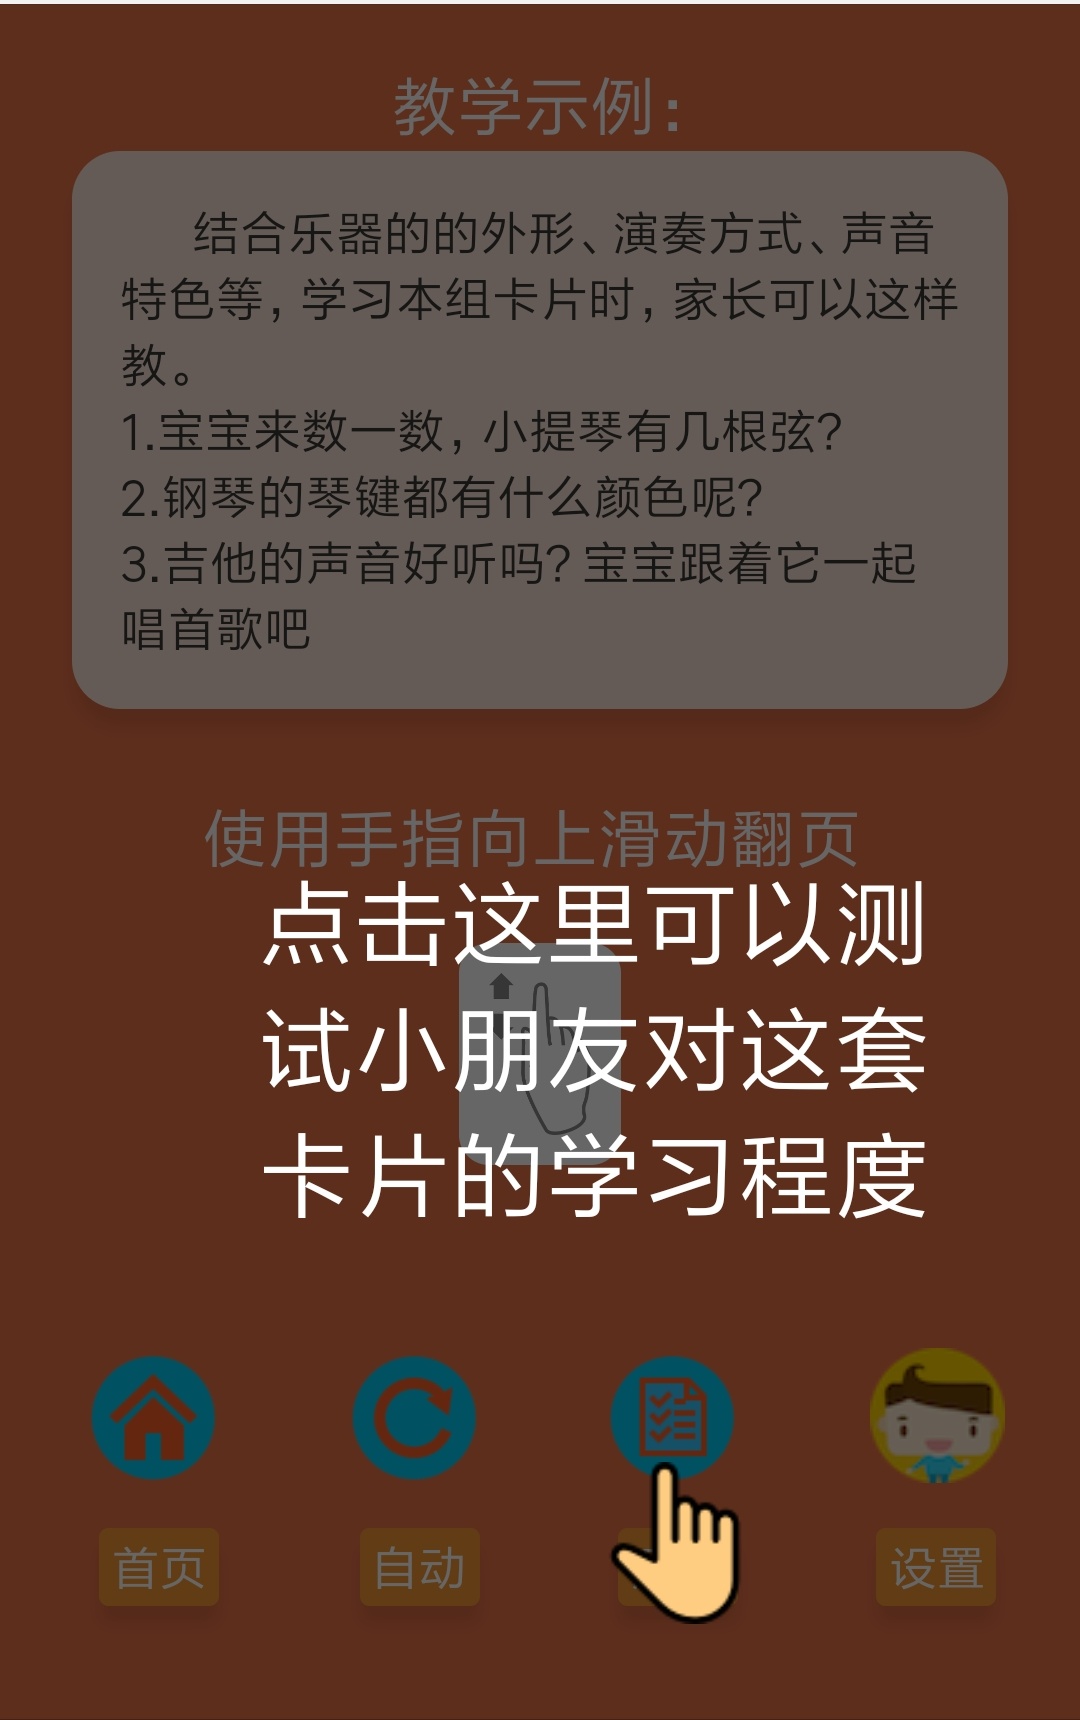 教学示例：
结合乐器的的外形、演奏方式、声音
特色等，学习本组卡片时，家长可以这样
教。
1.宝宝来数一数，小提琴有几根弦？
2.钢琴的琴键都有什么颜色呢？
3.吉他的声音好听吗？宝宝跟着它一起
唱首歌吧
使用手指向上滑动翻页
点击这里可以测
试小朋友对这套
卡片的学习程度
首页
自动
设置